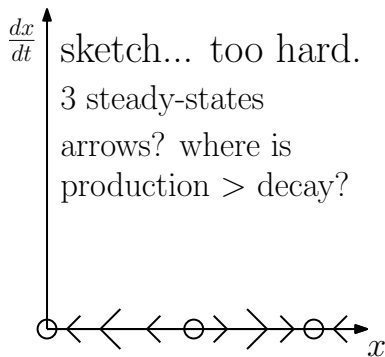 dx
dt
sketch... too hard.
3 steady-states
arrows? where is
production > decay?
x